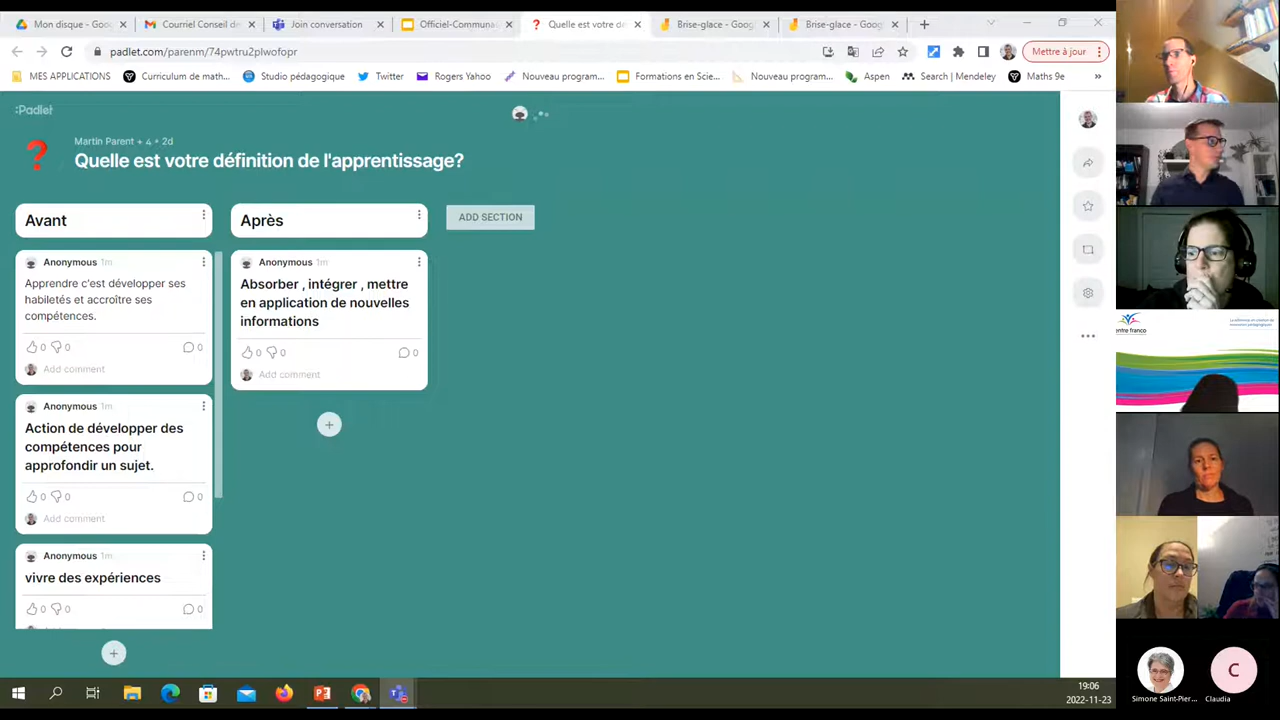 Mon disque - Goog
Courriel Conseil de
Join conversation
Officiel-Communau
Quelle est votre dé
Brise-glace - Goog
Brise-glace - Goog
padlet.com/parenm/74pwtru2plwofopr
Mettre à jour
MES APPLICATIONS
Curriculum de math...
Studio pédagogique
Twitter
Rogers Yahoo
Nouveau program...
Formations en Scie...
Nouveau program...
Aspen
Search | Mendeley
Maths 9e
»
:Padlet
Martin Parent + 4 • 2d
Quelle est votre définition de l'apprentissage?
Avant
Après
ADD SECTION
Anonymous 1m
Apprendre c'est développer ses
habiletés et accroître ses
compétences.
0 0 0
Add comment
Anonymous 1m
Action de développer des
compétences pour
approfondir un sujet.
0 0 0
Add comment
Anonymous 1m
vivre des expériences
0 0 0
Anonymous 1m
Absorber , intégrer , mettre
en application de nouvelles
informations
0 0 0
Add comment
entre franco
C
Simone Saint-Pier...
Claudia
19:06
2022-11-23